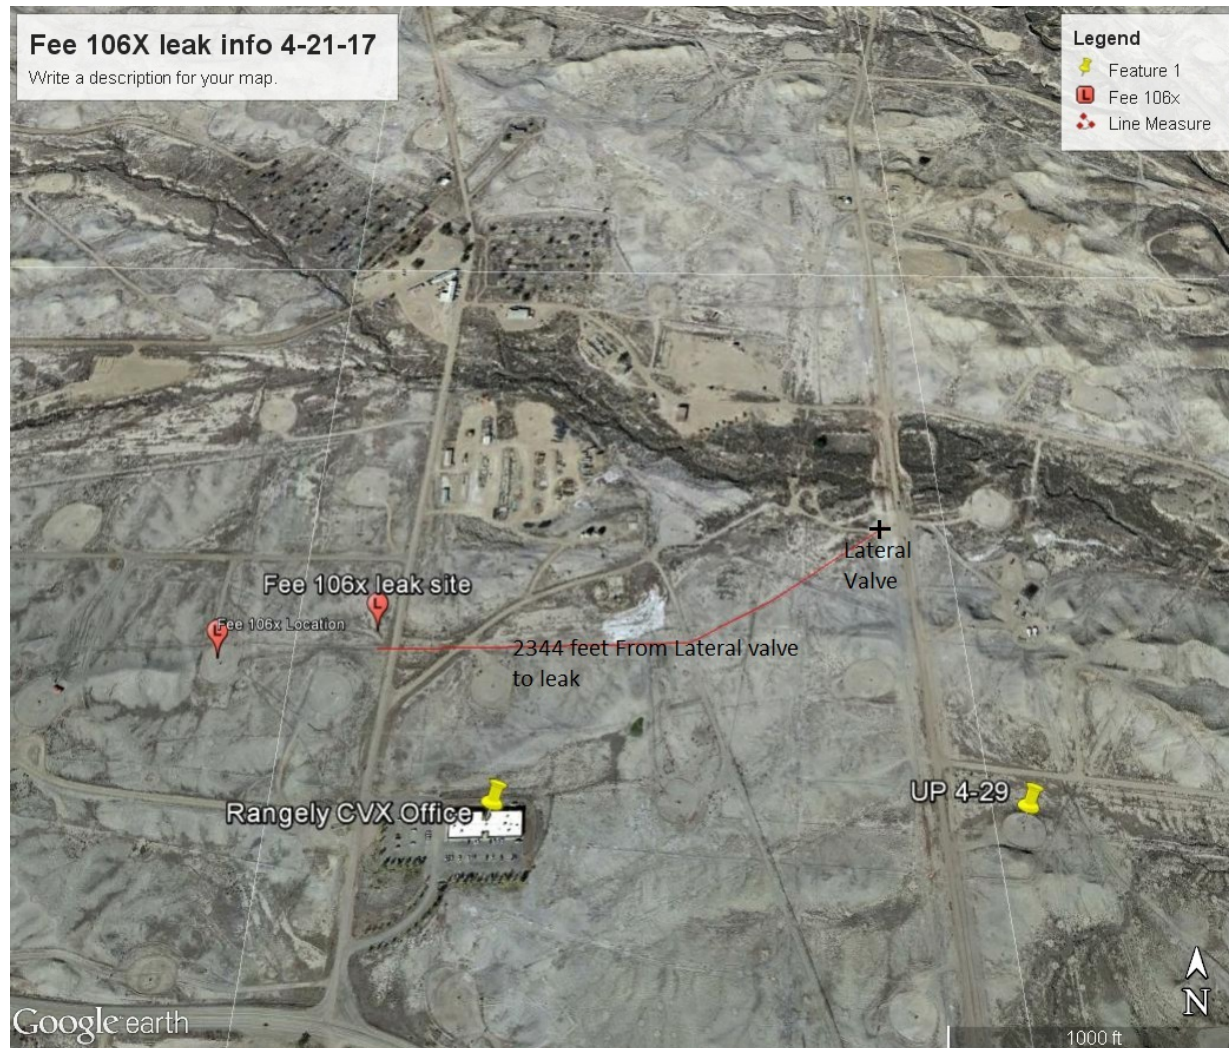 Fee 106X leak info 4-21-17
Write a description for your map.
Legend
Feature 1
L Fee 106x
Line Measure
Lateral
Valve
Fee 106x leak site
L
L
Fee 106x Location
2344 feet From Lateral valve
to leak
UP 4-29
Rangely CVX Office
N
Google earth
1000 ft